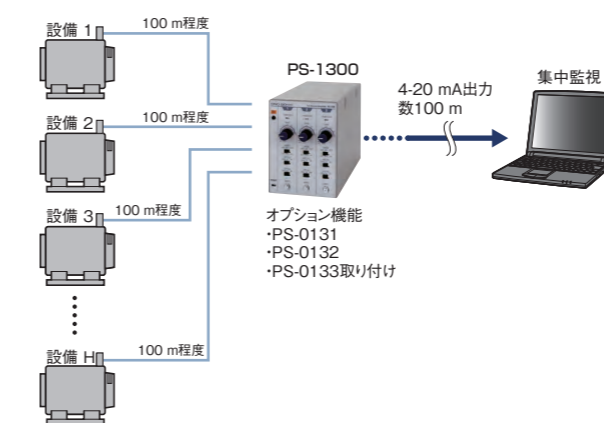 設備 1
100 m程度
設備 2
100 m程度
設備 3
100 m程度
設備 H
100 m程度
PS-1300
オプション機能
・PS-0131
・PS-0132
・PS-0133取り付け
4-20 mA出力
数100 m
集中監視